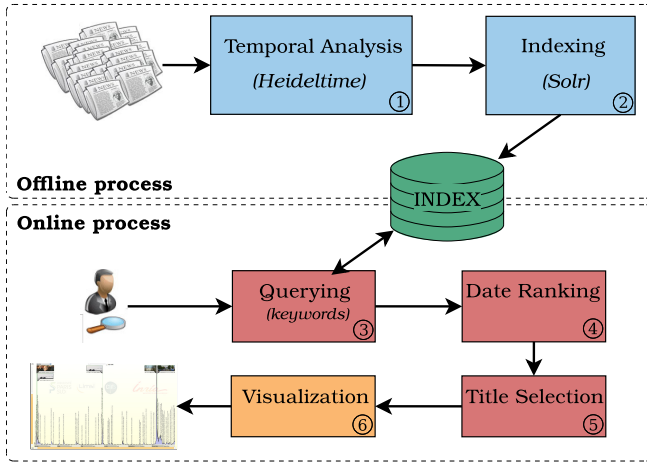 Temporal Analysis
(Heideltime)
1
Indexing
(Solr)
2
Offline process
INDEX
Online process
Querying
(keywords)
3
Date Ranking
4
Visualization
6
Title Selection
5